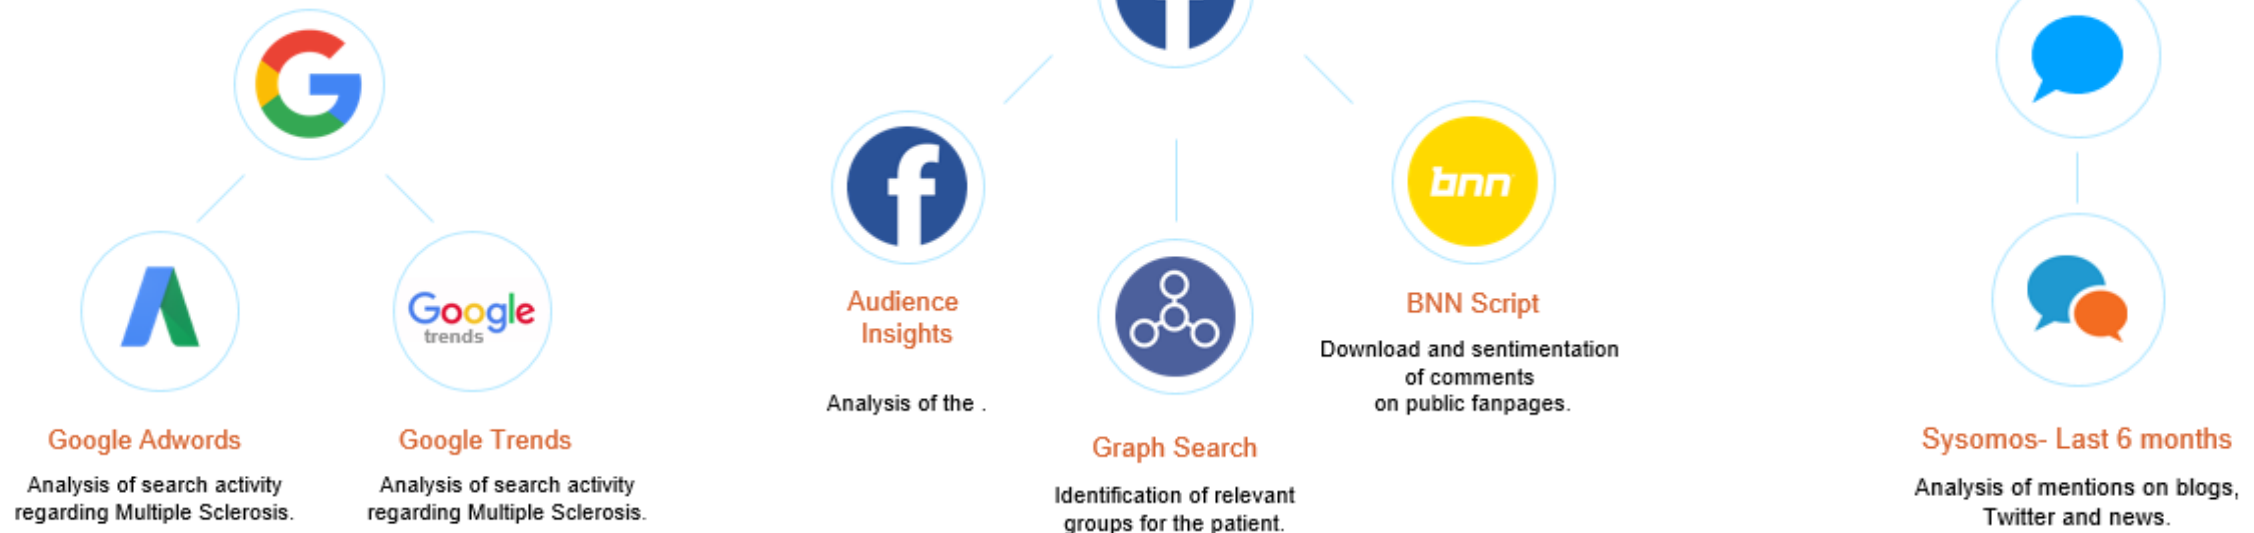 Google Adwords
Analysis of search activity
regarding Multiple Sclerosis.
Google
trends
Google Trends
Analysis of search activity
regarding Multiple Sclerosis.
f
Audience
Insights
Analysis of the .
Graph Search
Identification of relevant
groups for the patient.
bnn
BNN Script
Download and sentimentation
of comments
on public fanpages.
Sysomos- Last 6 months
Analysis of mentions on blogs,
Twitter and news.